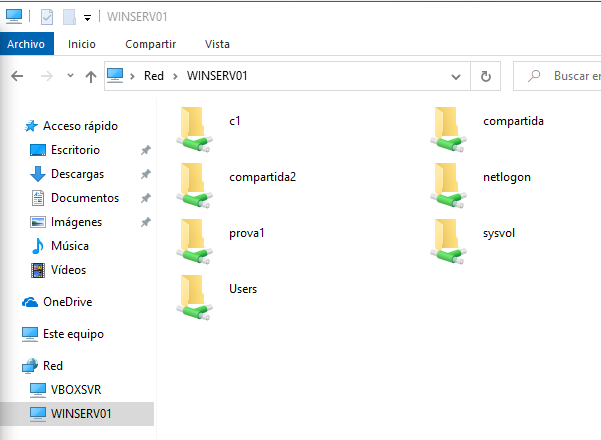 WINSERV01
Archivo Inicio Compartir Vista
Red WINSERV01 Buscar en
Acceso rápido
Escritorio
Descargas
Documentos
Imágenes
Música
Vídeos
OneDrive
Este equipo
Red
VBOXSVR
WINSERV01
c1 compartida
compartida2 netlogon
prova1 sysvol
Users